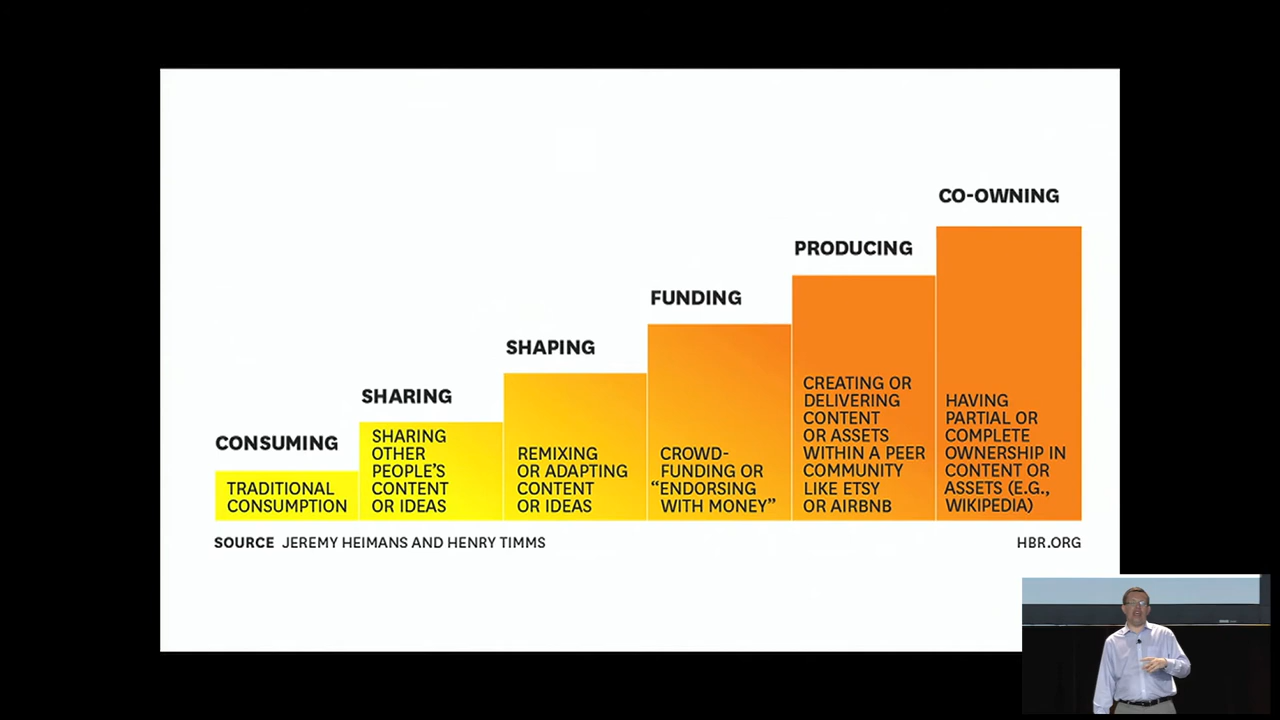 CO-OWNING
PRODUCING
FUNDING
SHAPING
SHARING
CONSUMING
TRADITIONAL
CONSUMPTION
SHARING
OTHER
PEOPLE'S
CONTENT
OR IDEAS
REMIXING
OR ADAPTING
CONTENT
OR IDEAS
CROWD-
FUNDING OR
“ENDORSING
WITH MONEY”
CREATING OR
DELIVERING
CONTENT
OR ASSETS
WITHIN A PEER
COMMUNITY
LIKE ETSY
OR AIRBNB
HAVING
PARTIAL OR
COMPLETE
OWNERSHIP IN
CONTENT OR
ASSETS (E.G.,
WIKIPEDIA)
SOURCE JEREMY HEIMANS AND HENRY TIMMS
HBR.ORG